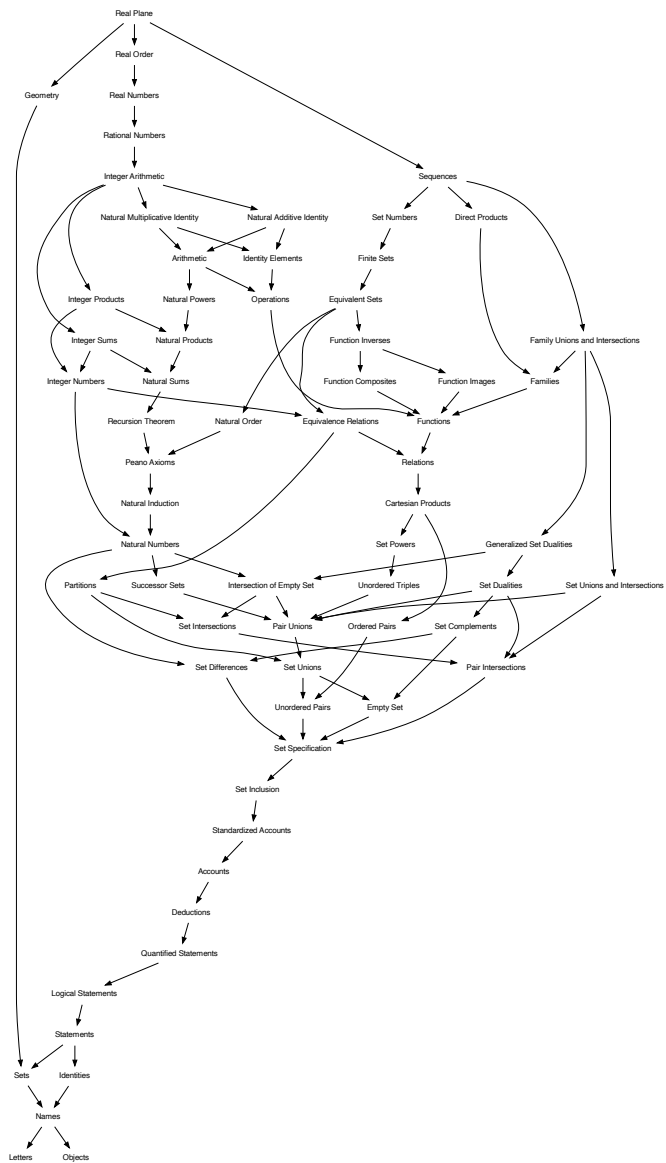 Real Plane
Real Order
Geometry
Real Numbers
Rational Numbers
Integer Arithmetic
Sequences
Natural Multiplicative Identity
Natural Additive Identity
Set Numbers
Direct Products
Arithmetic
Identity Elements
Finite Sets
Integer Products
Natural Powers
Operations
Equivalent Sets
Integer Sums
Natural Products
Function Inverses
Family Unions and Intersections
Integer Numbers
Natural Sums
Function Composites
Function Images
Families
Recursion Theorem
Natural Order
Equivalence Relations
Functions
Peano Axioms
Relations
Natural Induction
Cartesian Products
Natural Numbers
Set Powers
Generalized Set Dualities
Partitions
Successor Sets
Intersection of Empty Set
Unordered Triples
Set Dualities
Set Unions and Intersections
Set Intersections
Pair Unions
Ordered Pairs
Set Complements
Set Differences
Set Unions
Pair Intersections
Unordered Pairs
Empty Set
Set Specification
Set Inclusion
Standardized Accounts
Accounts
Deductions
Quantified Statements
Logical Statements
Statements
Sets
Identities
Names
Letters
Objects